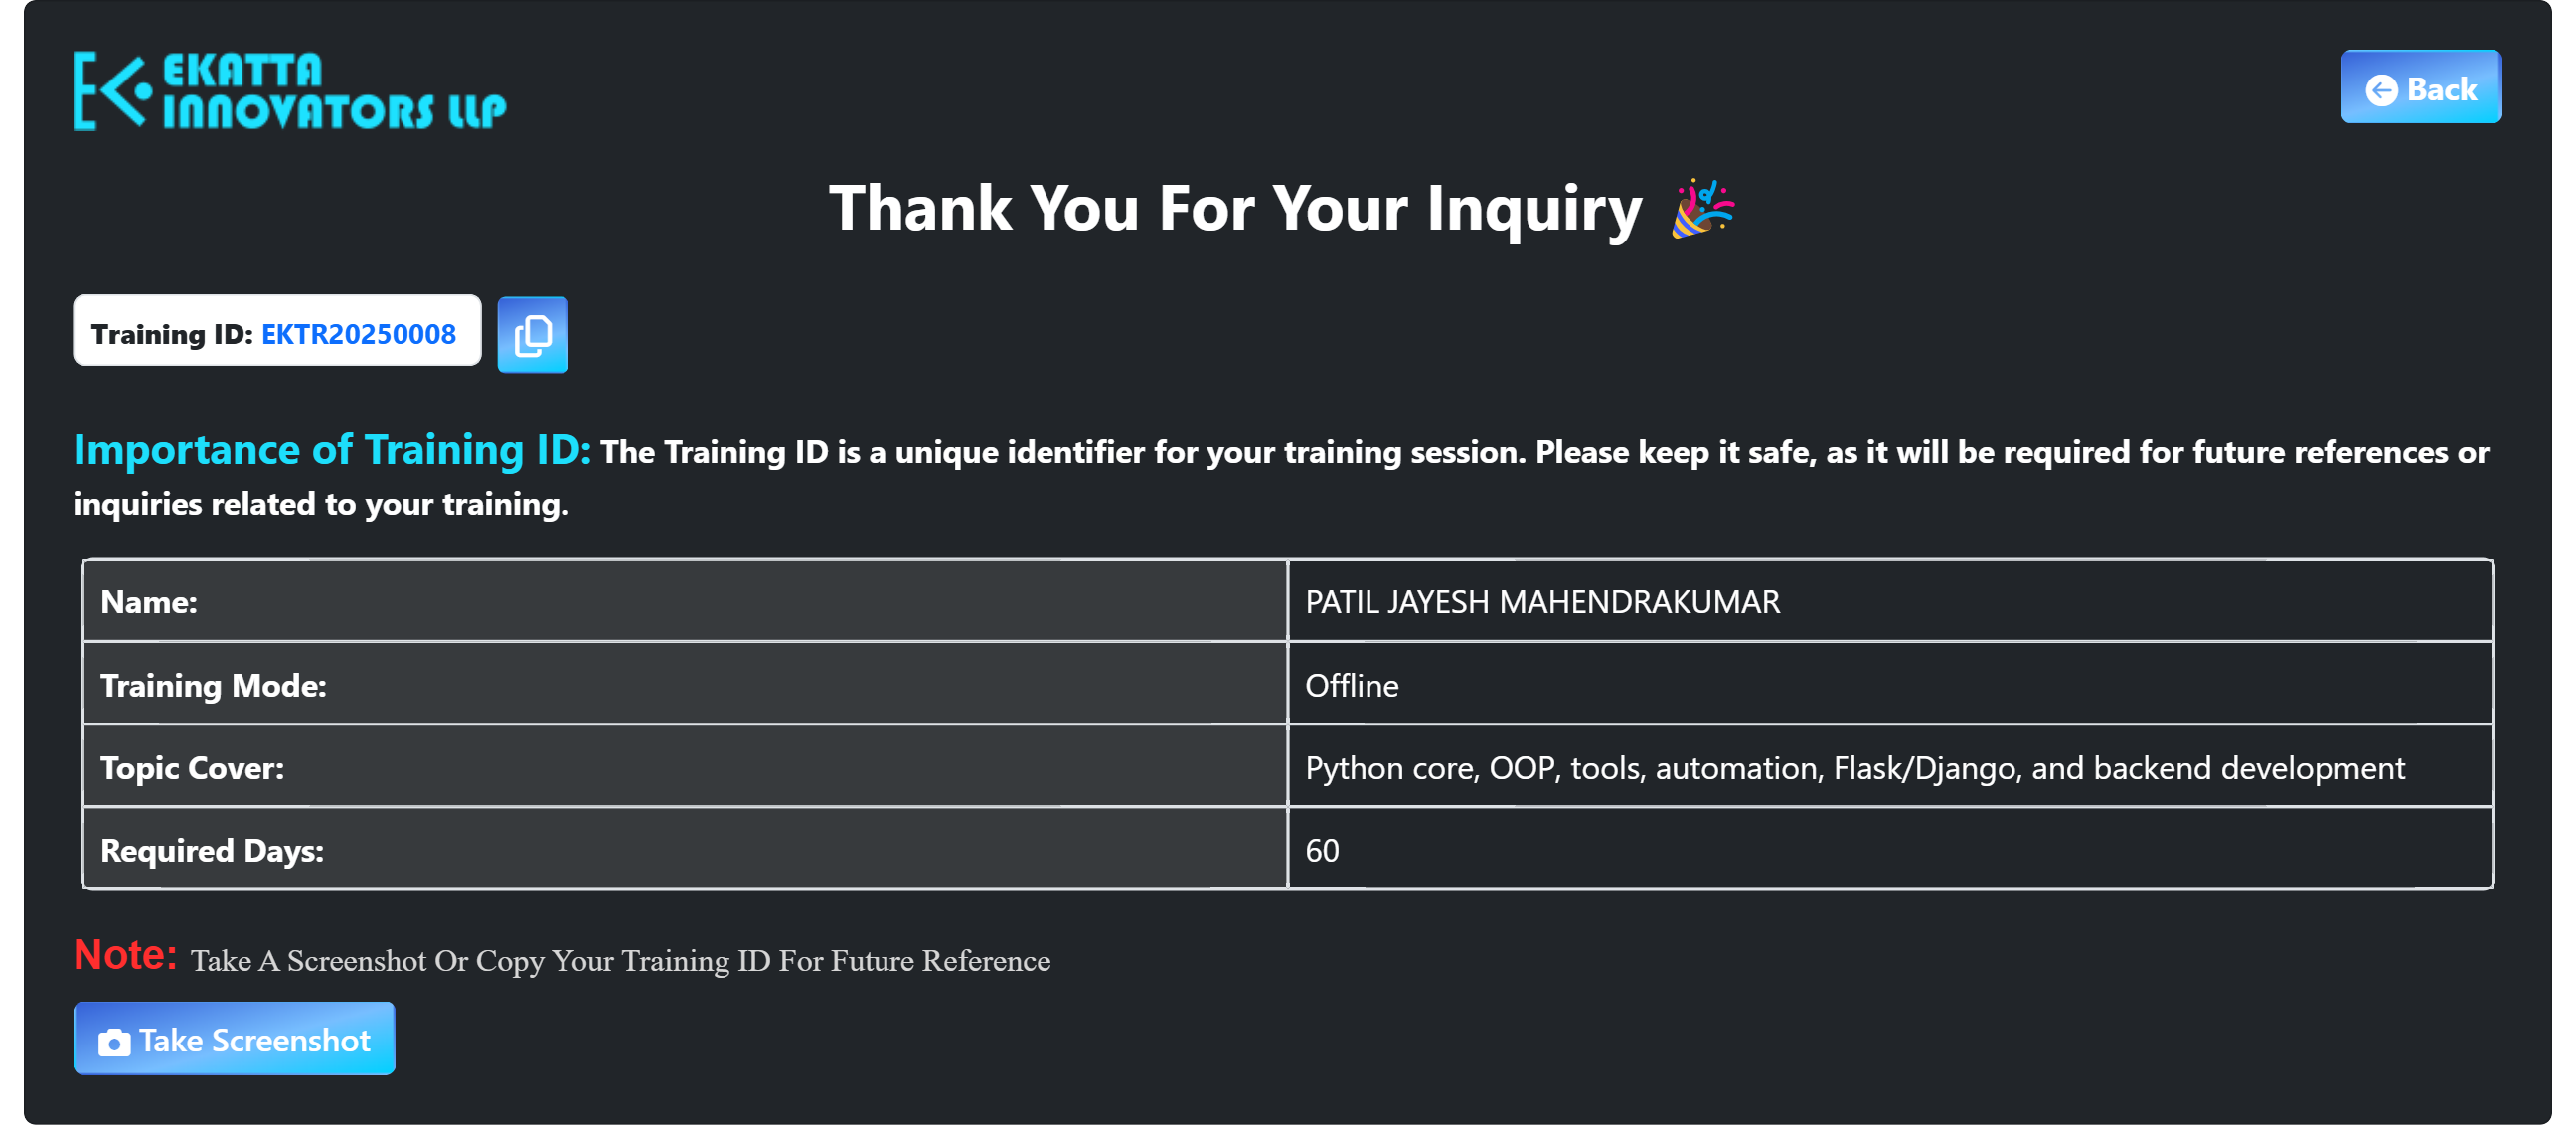 EKATTA
INNOVATORS LLP
Back
Thank You For Your Inquiry 🎉
Training ID: EKTR20250008
Importance of Training ID: The Training ID is a unique identifier for your training session. Please keep it safe, as it will be required for future references or
inquiries related to your training.
Name: PATIL JAYESH MAHENDRAKUMAR
Training Mode: Offline
Topic Cover: Python core, OOP, tools, automation, Flask/Django, and backend development
Required Days: 60
Note: Take A Screenshot Or Copy Your Training ID For Future Reference
Take Screenshot